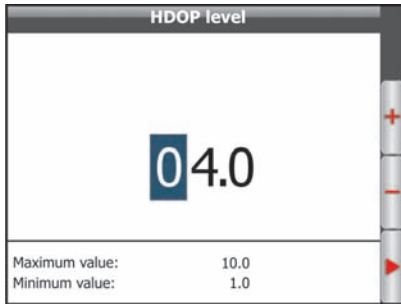 HDOP level
04.0
+
−
Maximum value: 10.0
Minimum value: 1.0